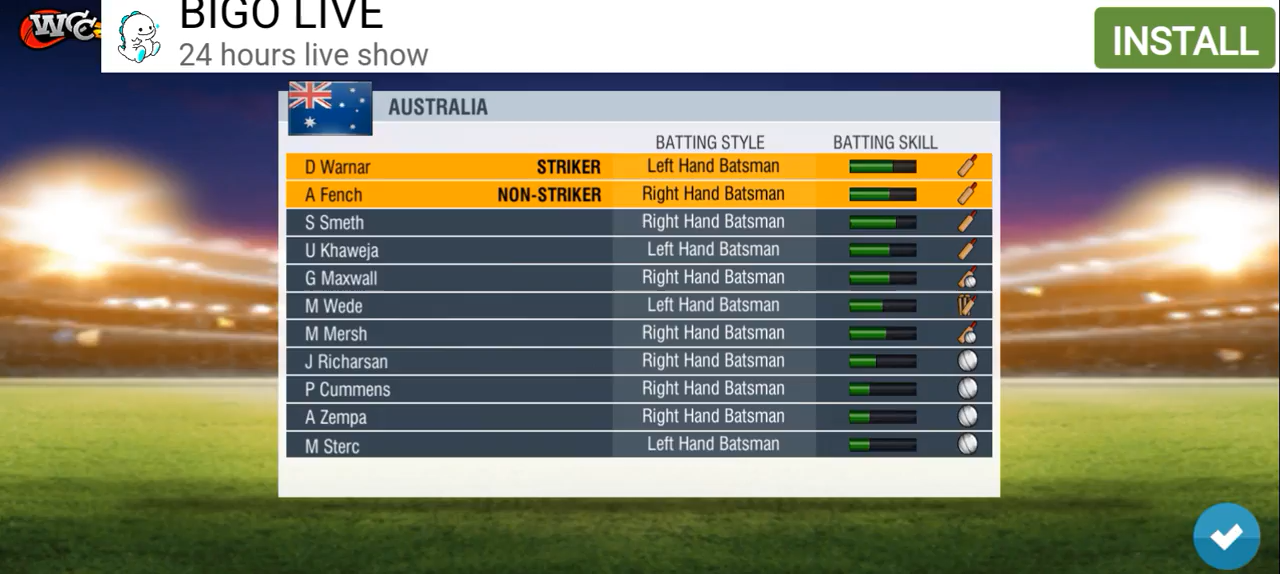 WCC
BIGO LIVE
24 hours live show
INSTALL
AUSTRALIA
BATTING STYLE BATTING SKILL
D Warnar STRIKER Left Hand Batsman
A Fench NON-STRIKER Right Hand Batsman
S Smeth Right Hand Batsman
U Khaweja Left Hand Batsman
G Maxwall Right Hand Batsman
M Wede Left Hand Batsman
M Mersh Right Hand Batsman
J Richarsan Right Hand Batsman
P Cummens Right Hand Batsman
A Zempa Right Hand Batsman
M Sterc Left Hand Batsman